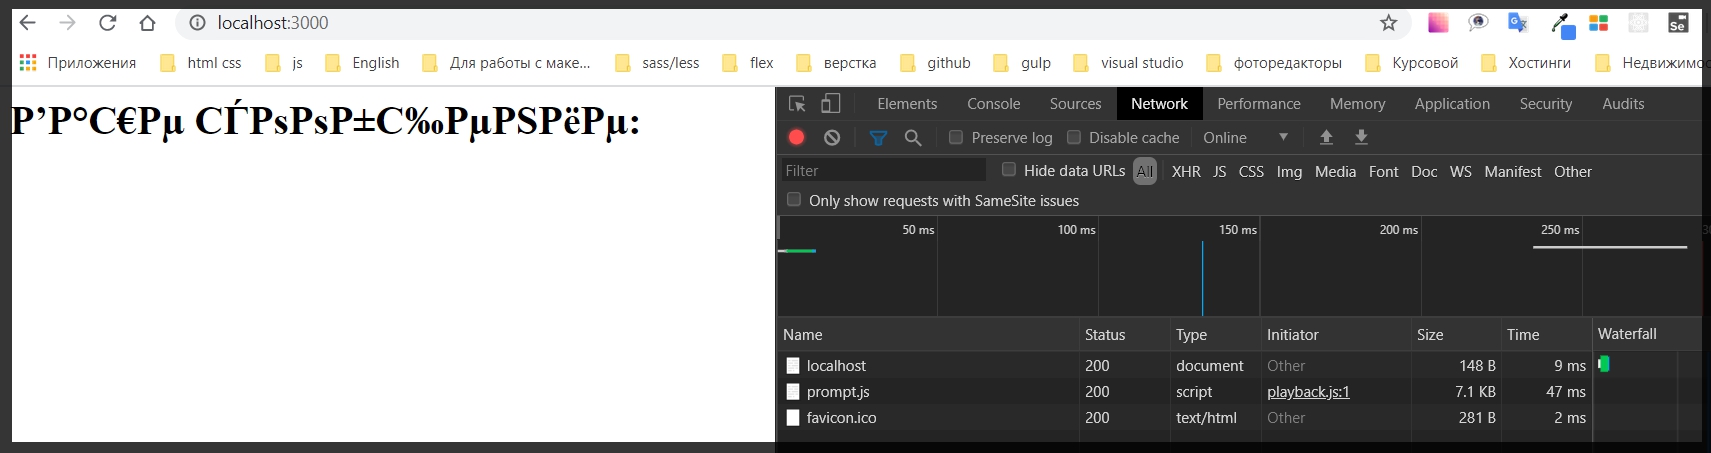 localhost:3000
Приложения html css js English Для работы с маке... sass/less flex верстка github gulp visual studio фоторедакторы Курсовой Хостинги Недвижимос
Р’Р°С€Рµ СЃРѕРѕР±С‰РµРЅРёРµ:
Elements Console Sources Network Performance Memory Application Security Audits
Preserve log Disable cache Online
Filter Hide data URLs All XHR JS CSS Img Media Font Doc WS Manifest Other
Only show requests with SameSite issues
50 ms 100 ms 150 ms 200 ms 250 ms
Name Status Type Initiator Size Time Waterfall
localhost 200 document Other 148 B 9 ms
prompt.js 200 script playback.js:1 7.1 KB 47 ms
favicon.ico 200 text/html Other 281 B 2 ms